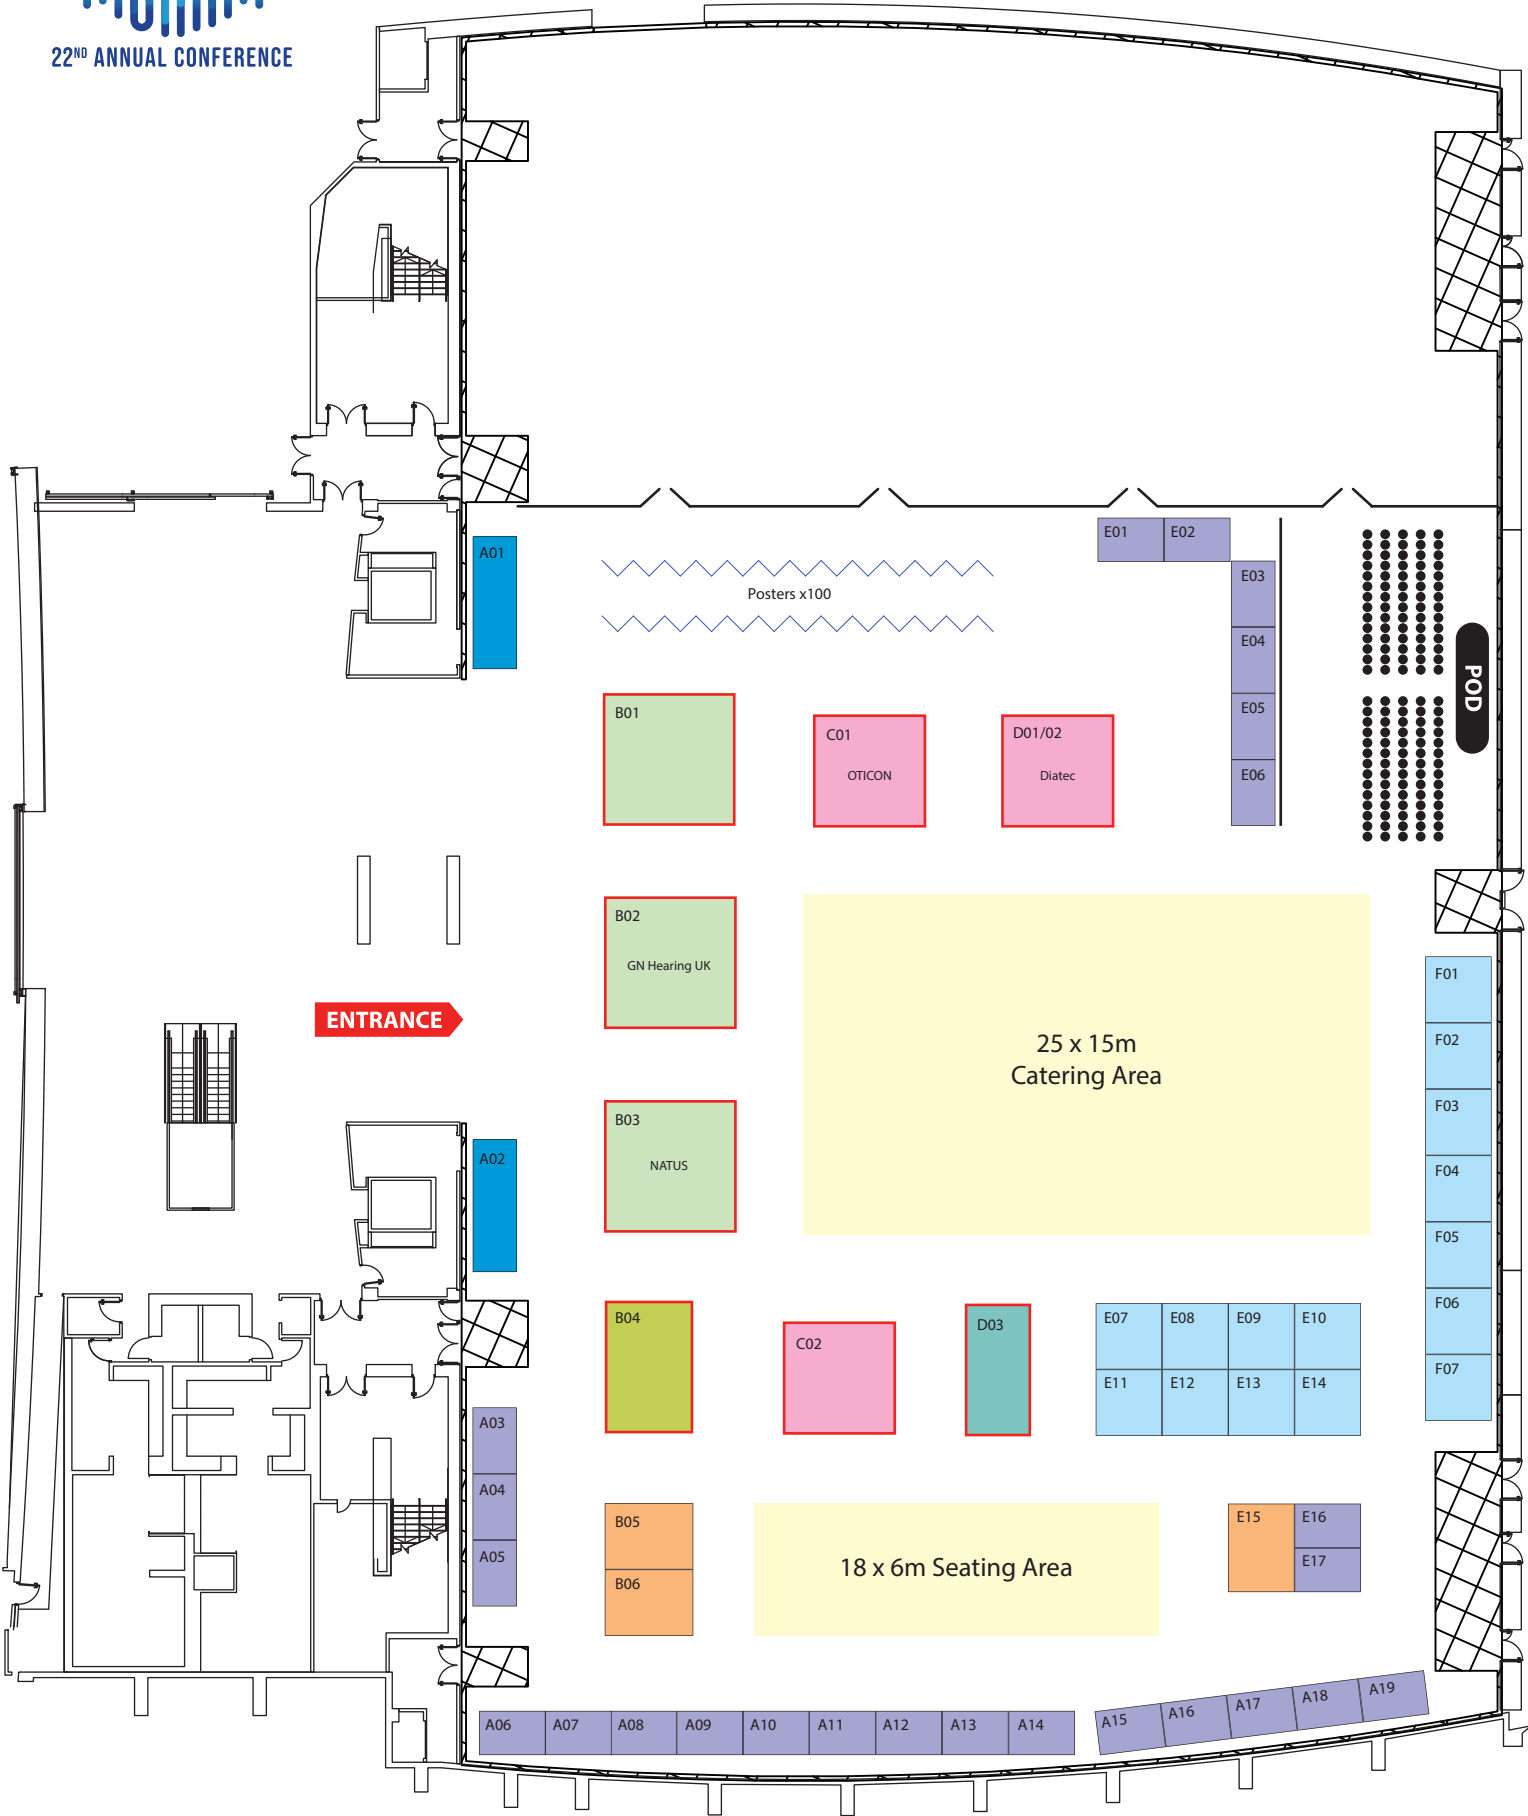 22ND ANNUAL CONFERENCE
E01
E02
A01
E03
Posters x100
E04
POD
B01
E05
C01
OTICON
D01/02
Diatec
E06
B02
GN Hearing UK
F01
ENTRANCE
25 x 15m
Catering Area
F02
F03
B03
NATUS
A02
F04
F05
F06
B04
C02
D03
E07
E08
E09
E10
F07
E11
E12
E13
E14
A03
A04
A05
B05
B06
18 x 6m Seating Area
E15
E16
E17
A06
A07
A08
A09
A10
A11
A12
A13
A14
A15
A16
A17
A18
A19